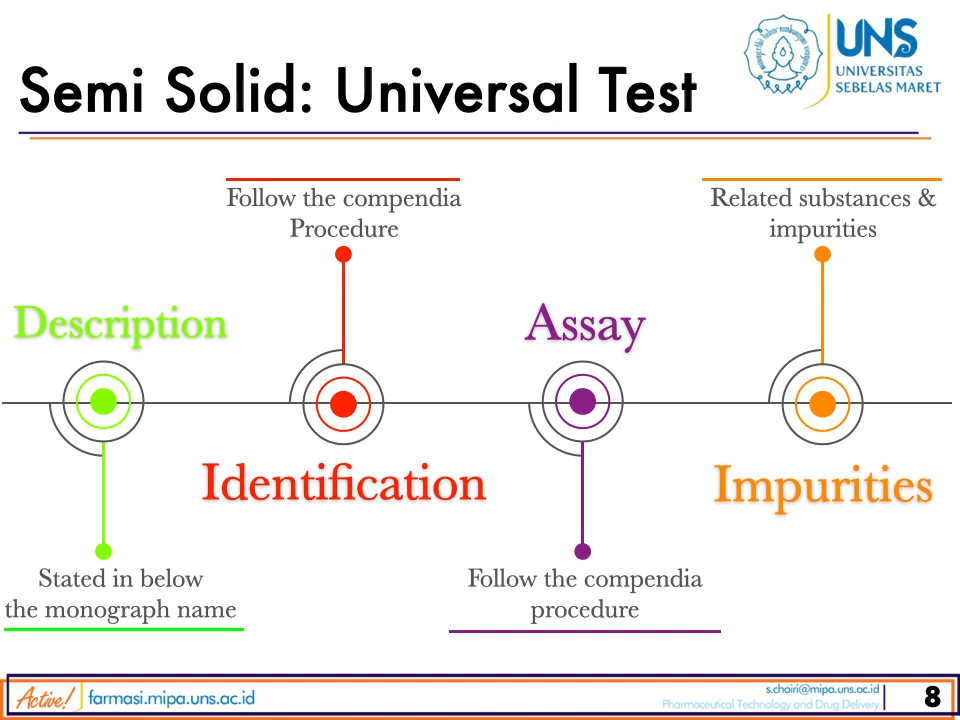 Semi Solid: Universal Test
UNS
UNIVERSITAS
SEBELAS MARET
Follow the compendia
Procedure
Related substances &
impurities
Description
Assay
Identification
Impurities
Stated in below
the monograph name
Follow the compendia
procedure
Active!
farmasi.mipa.uns.ac.id
s.choiri@mipa.uns.ac.id
Pharmaceutical Technology and Drug Delivery
8